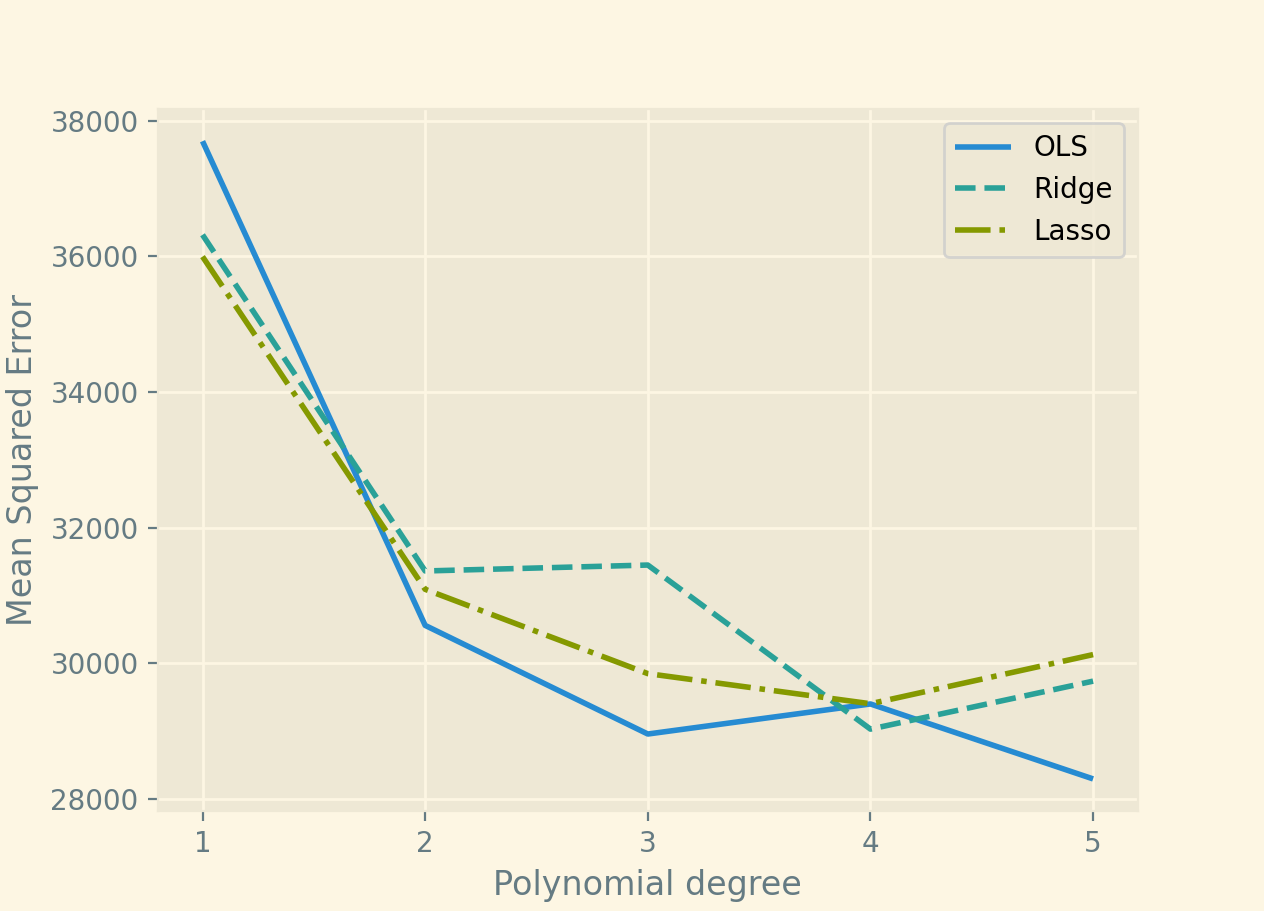 38000
36000
34000
32000
30000
28000
Mean Squared Error
OLS
Ridge
Lasso
1 2 3 4 5
Polynomial degree